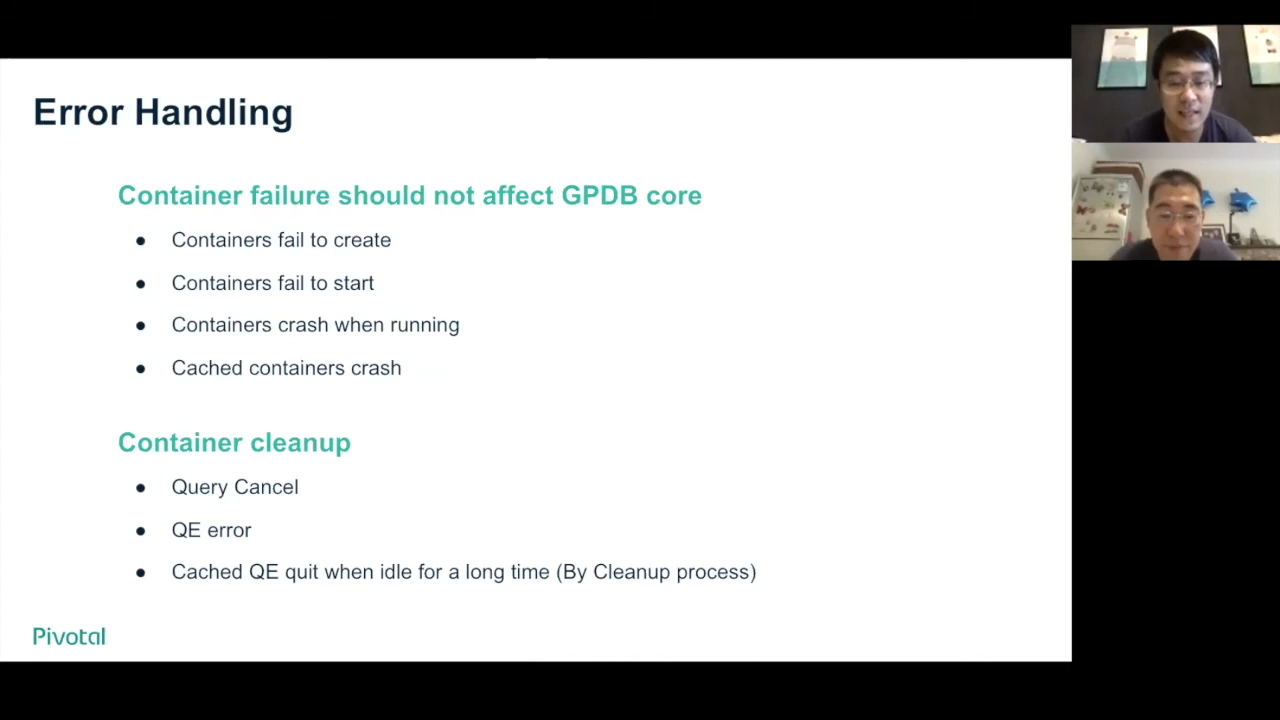 Error Handling
Container failure should not affect GPDB core
● Containers fail to create
● Containers fail to start
● Containers crash when running
● Cached containers crash
Container cleanup
● Query Cancel
● QE error
● Cached QE quit when idle for a long time (By Cleanup process)
Pivotal